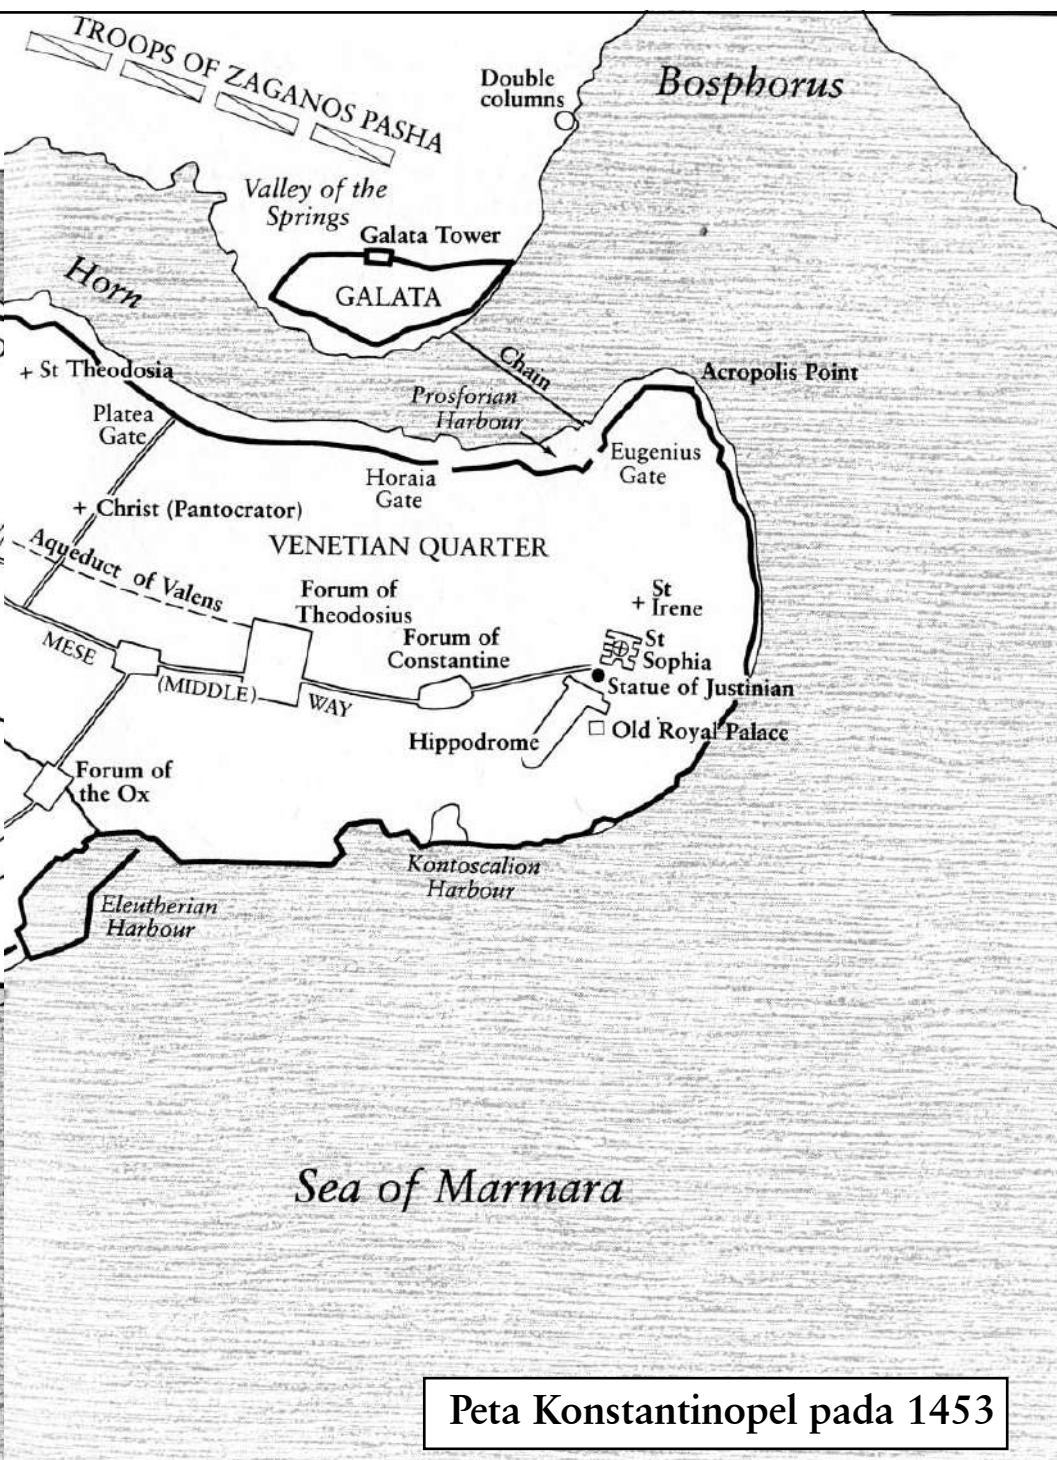 TROOPS OF ZAGANOS PASHA
Double
columns
Bosphorus
Valley of the
Springs
Galata Tower
GALATA
Horn
Chain
Acropolis Point
+ St Theodosia
Prosforian
Harbour
Platea
Gate
Eugenius
Gate
Horaia
Gate
+ Christ (Pantocrator)
VENETIAN QUARTER
Aqueduct of Valens
Forum of
Theodosius
St
+ Irene
Forum of
Constantine
St
Sophia
MESE
(MIDDLE)
WAY
Statue of Justinian
Old Royal Palace
Hippodrome
Forum of
the Ox
Kontoscalion
Harbour
Eleutherian
Harbour
Sea of Marmara
Peta Konstantinopel pada 1453